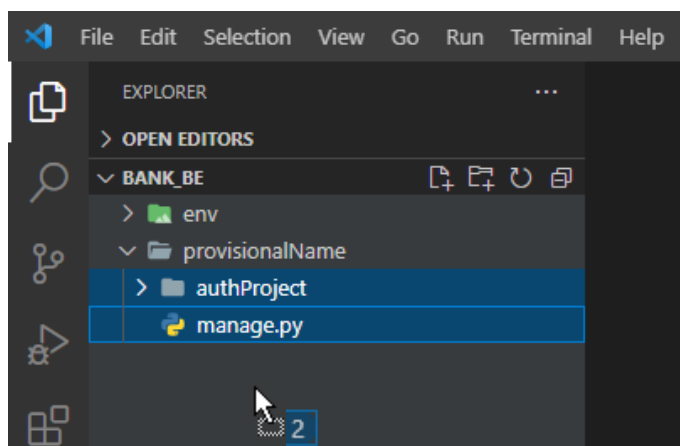 File Edit Selection View Go Run Terminal Help
EXPLORER
OPEN EDITORS
BANK_BE
env
provisionalName
authProject
manage.py
2